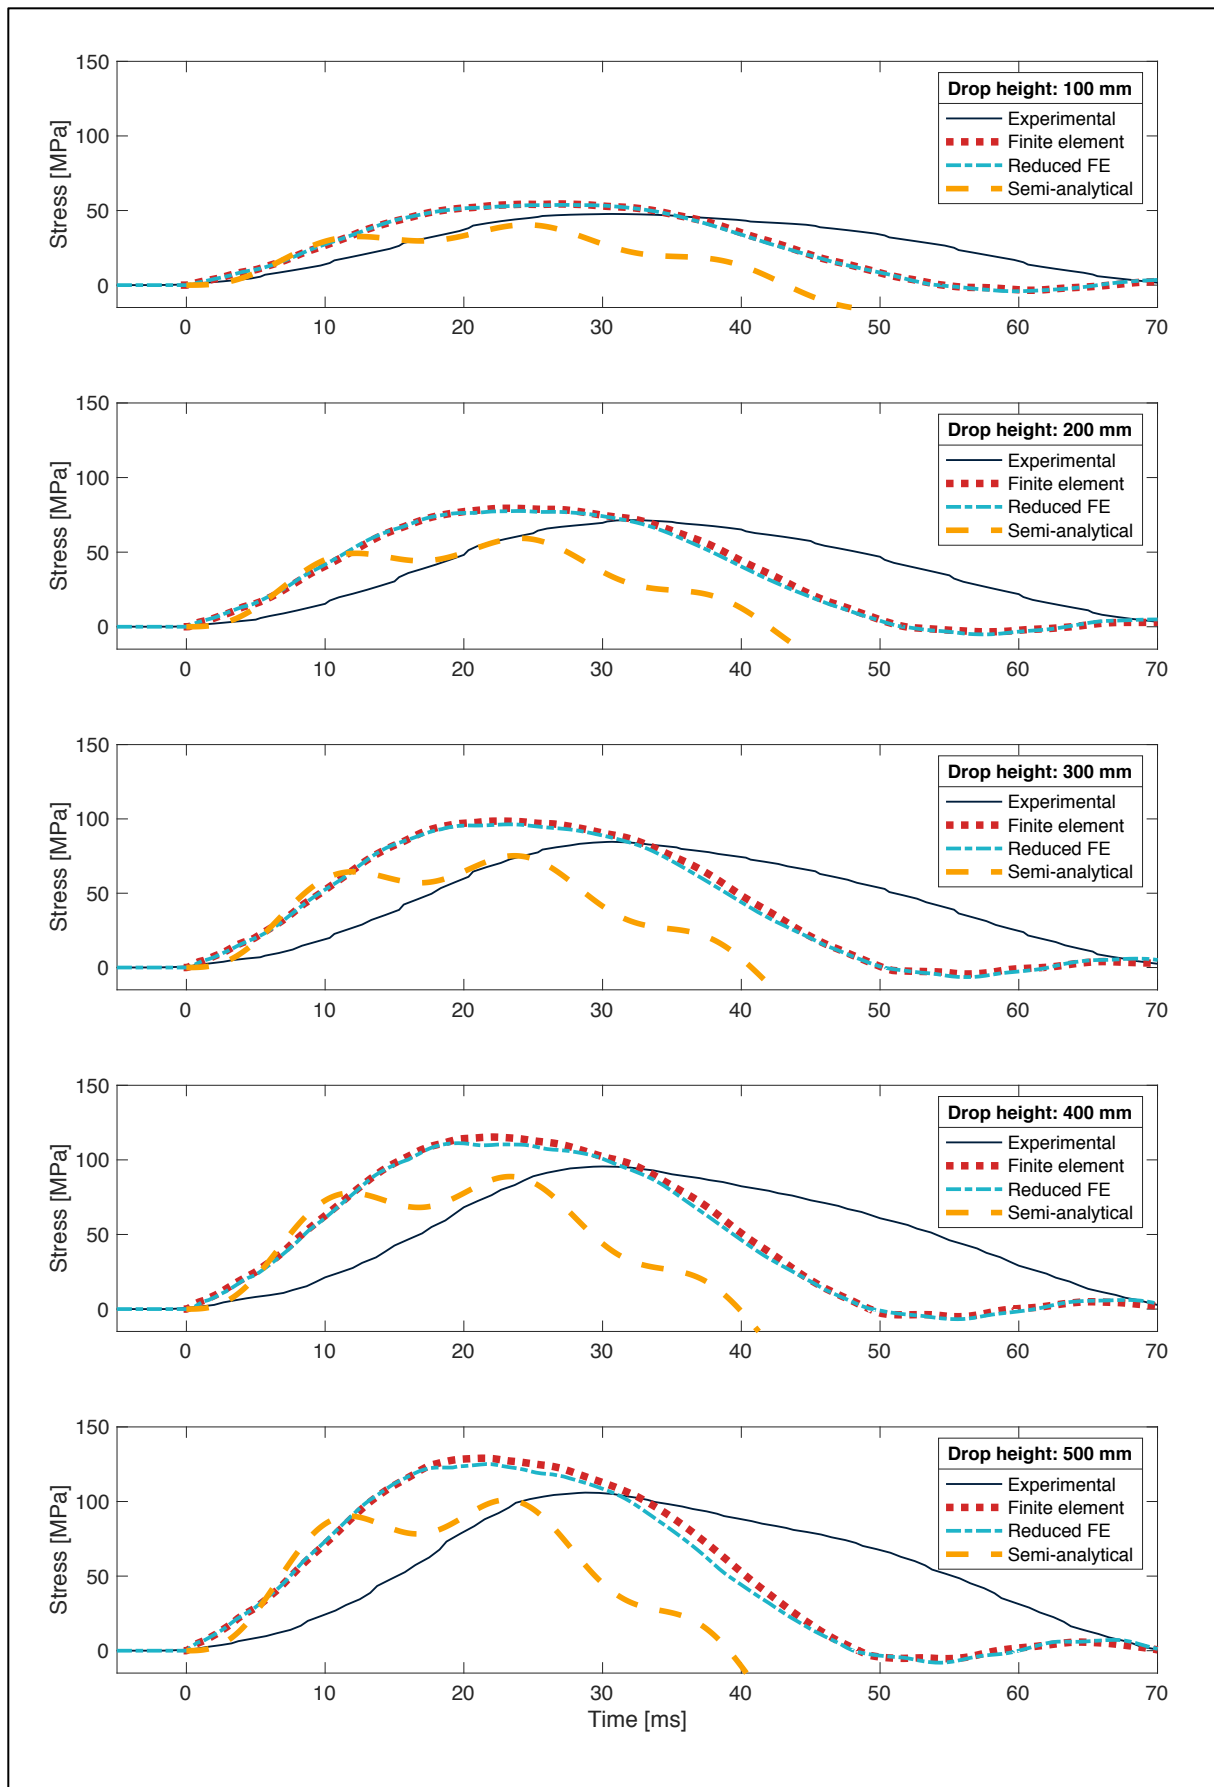 150
100
50
0
Stress [MPa]
Drop height: 100 mm
Experimental
Finite element
Reduced FE
Semi-analytical
0 10 20 30 40 50 60 70
150
100
50
0
Stress [MPa]
Drop height: 200 mm
Experimental
Finite element
Reduced FE
Semi-analytical
0 10 20 30 40 50 60 70
150
100
50
0
Stress [MPa]
Drop height: 300 mm
Experimental
Finite element
Reduced FE
Semi-analytical
0 10 20 30 40 50 60 70
150
100
50
0
Stress [MPa]
Drop height: 400 mm
Experimental
Finite element
Reduced FE
Semi-analytical
0 10 20 30 40 50 60 70
150
100
50
0
Stress [MPa]
Drop height: 500 mm
Experimental
Finite element
Reduced FE
Semi-analytical
0 10 20 30 40 50 60 70
Time [ms]